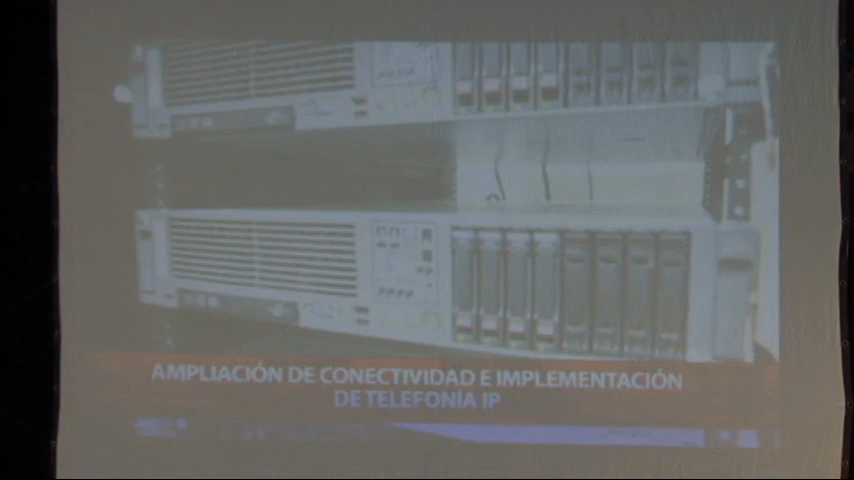 AMPLIACIÓN DE CONECTIVIDAD E IMPLEMENTACIÓN
DE TELEFONÍA IP